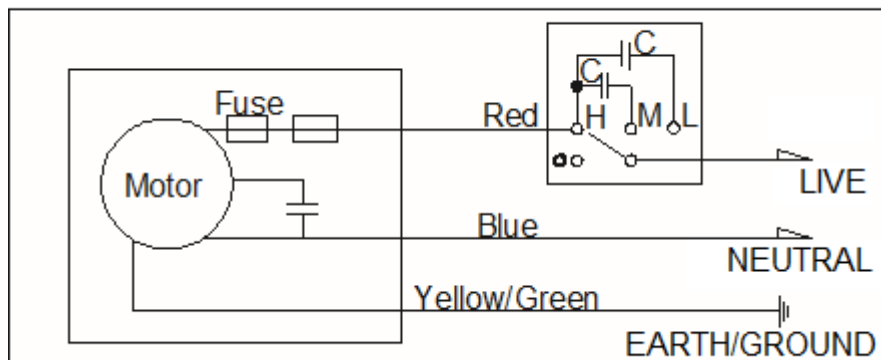 C
C
Fuse
Red
H
M
L
Motor
LIVE
Blue
NEUTRAL
Yellow/Green
EARTH/GROUND